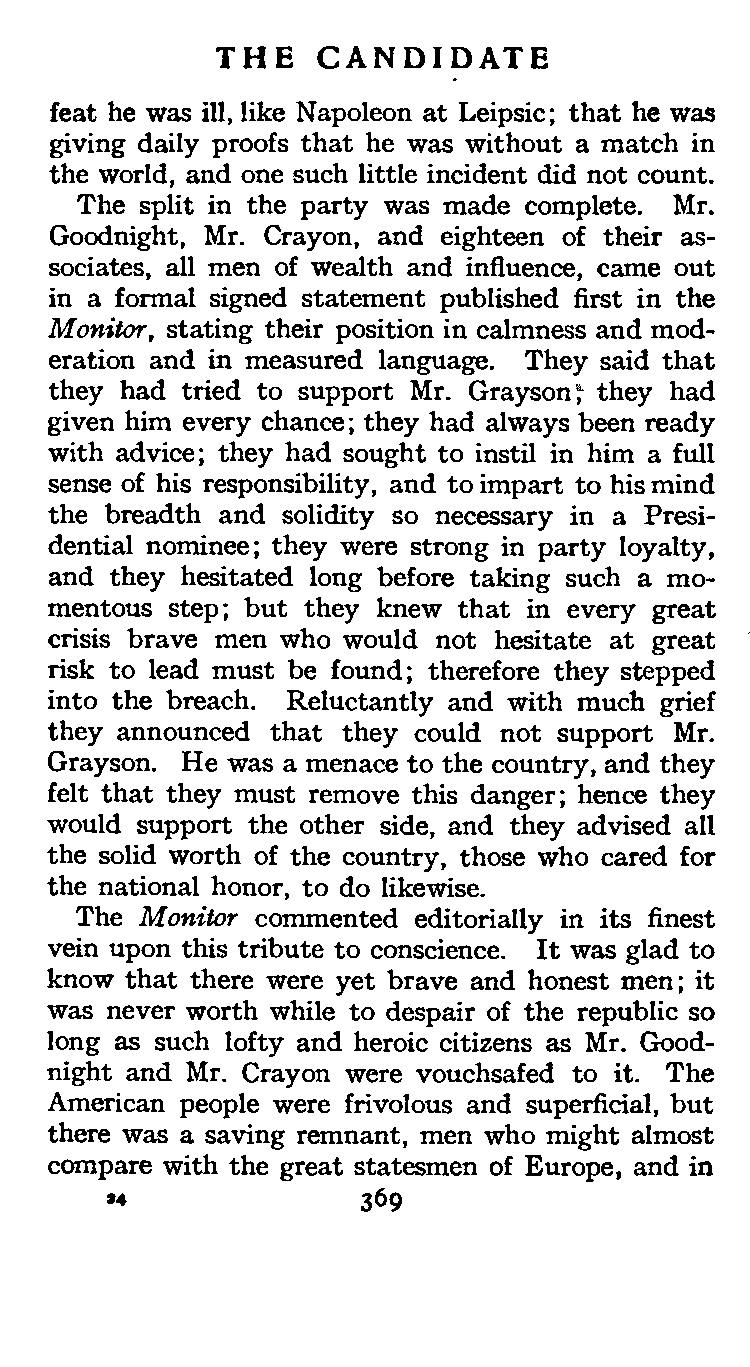 THE CANDIDATE
feat he was ill, like Napoleon at Leipsic; that he was
giving daily proofs that he was without a match in
the world, and one such little incident did not count.
The split in the party was made complete. Mr.
Goodnight, Mr. Crayon, and eighteen of their as-
sociates, all men of wealth and influence, came out
in a formal signed statement published first in the
Monitor, stating their position in calmness and mod-
eration and in measured language. They said that
they had tried to support Mr. Grayson; they had
given him every chance; they had always been ready
with advice; they had sought to instil in him a full
sense of his responsibility, and to impart to his mind
the breadth and solidity so necessary in a Presi-
dential nominee; they were strong in party loyalty,
and they hesitated long before taking such a mo-
mentous step; but they knew that in every great
crisis brave men who would not hesitate at great
risk to lead must be found; therefore they stepped
into the breach. Reluctantly and with much grief
they announced that they could not support Mr.
Grayson. He was a menace to the country, and they
felt that they must remove this danger; hence they
would support the other side, and they advised all
the solid worth of the country, those who cared for
the national honor, to do likewise.
The Monitor commented editorially in its finest
vein upon this tribute to conscience. It was glad to
know that there were yet brave and honest men; it
was never worth while to despair of the republic so
long as such lofty and heroic citizens as Mr. Good-
night and Mr. Crayon were vouchsafed to it. The
American people were frivolous and superficial, but
there was a saving remnant, men who might almost
compare with the great statesmen of Europe, and in
24 369